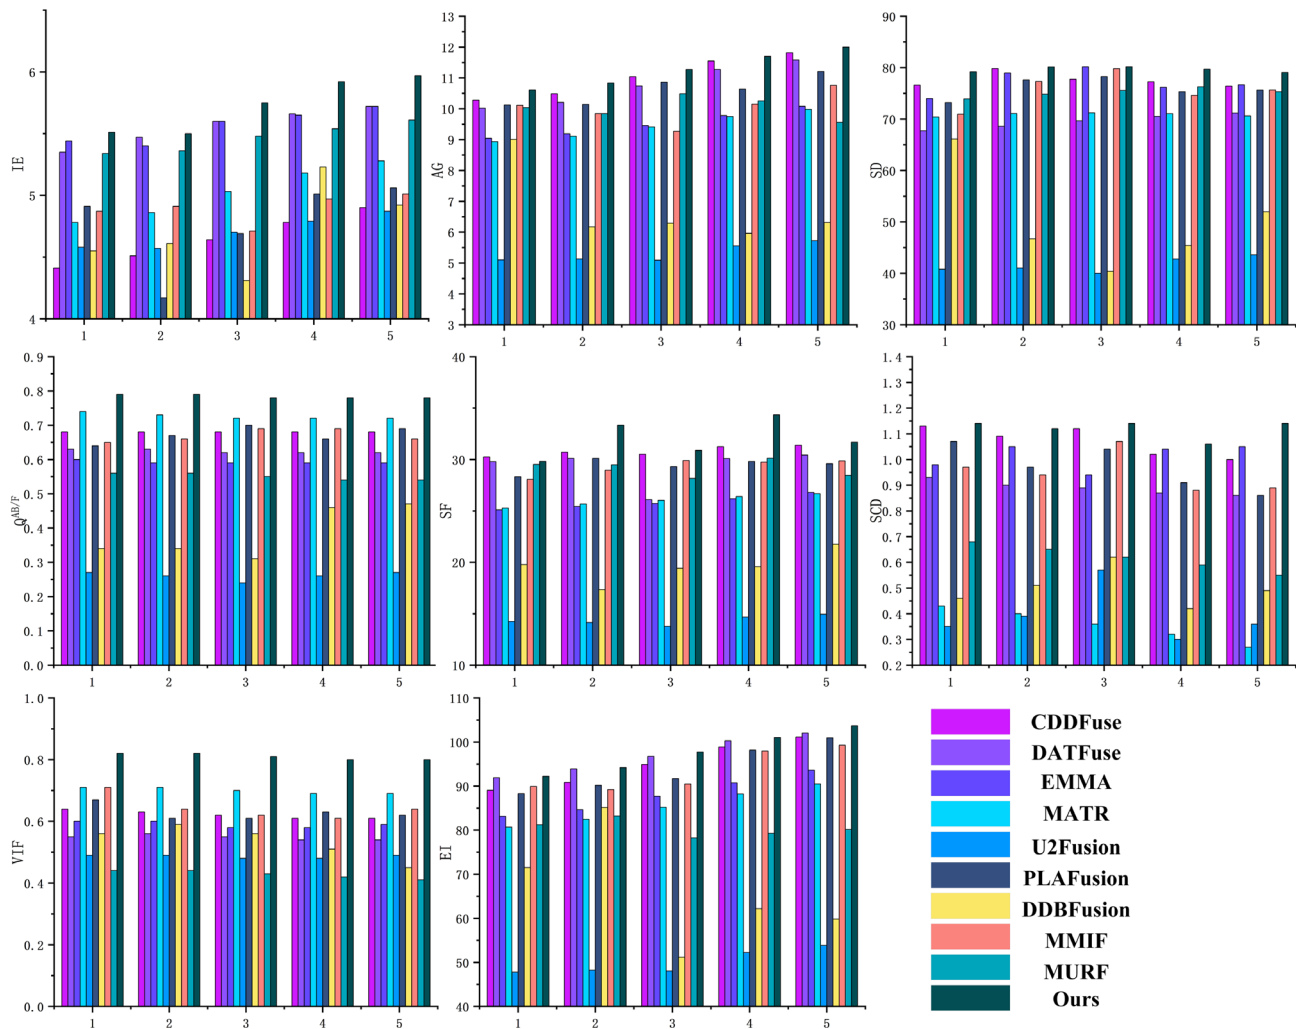 6
5
4
IE
1 2 3 4 5
13
12
11
10
9
8
7
6
5
4
3
AG
1 2 3 4 5
90
80
70
60
50
40
30
SD
1 2 3 4 5
0.9
0.8
0.7
0.6
0.5
0.4
0.3
0.2
0.1
0.0
Q^AB/F
1 2 3 4 5
40
30
20
10
SF
1 2 3 4 5
1.4
1.3
1.2
1.1
1.0
0.9
0.8
0.7
0.6
0.5
0.4
0.3
0.2
SCD
1 2 3 4 5
1.0
0.8
0.6
0.4
0.2
0.0
VIF
1 2 3 4 5
110
100
90
80
70
60
50
40
EI
1 2 3 4 5
CDDFuse
DATFuse
EMMA
MATR
U2Fusion
PLAFusion
DDBFusion
MMIF
MURF
Ours